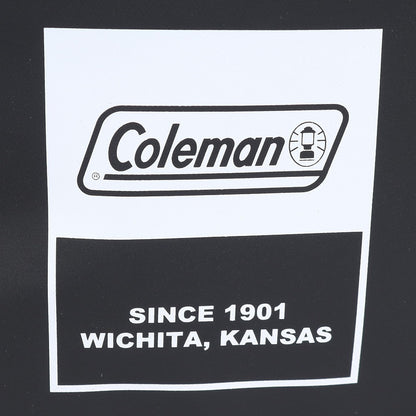 Coleman
SINCE 1901
WICHITA, KANSAS